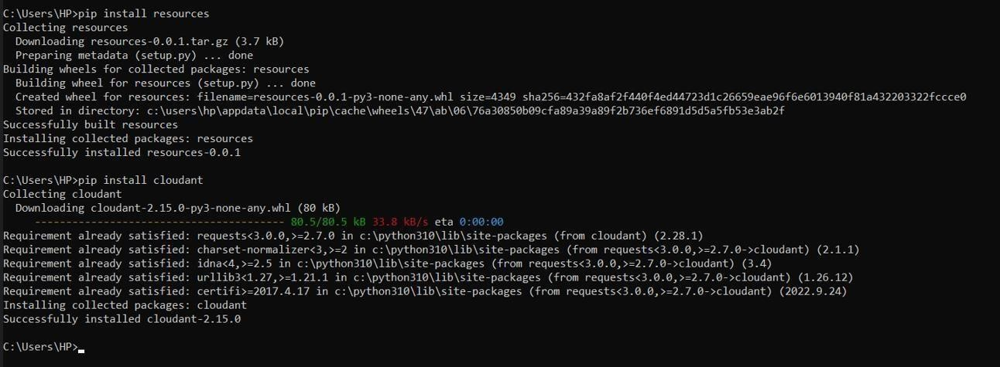 C:\Users\HP>pip install resources
Collecting resources
  Downloading resources-0.0.1.tar.gz (3.7 kB)
  Preparing metadata (setup.py) ... done
Building wheels for collected packages: resources
  Building wheel for resources (setup.py) ... done
  Created wheel for resources: filename=resources-0.0.1-py3-none-any.whl size=4349 sha256=432fa8af2f440f4ed44723d1c26659eae96f6e6013940f81a432203322fccce0
  Stored in directory: c:\users\hp\appdata\local\pip\cache\wheels\47\ab\06\76a30850b09cfa89a39a89f2b736ef6891d5d5a5fb53e3ab2f
Successfully built resources
Installing collected packages: resources
Successfully installed resources-0.0.1
C:\Users\HP>pip install cloudant
Collecting cloudant
  Downloading cloudant-2.15.0-py3-none-any.whl (80 kB)
     ---------------------------------------- 80.5/80.5 kB 33.8 kB/s eta 0:00:00
Requirement already satisfied: requests<3.0.0,>=2.7.0 in c:\python310\lib\site-packages (from cloudant) (2.28.1)
Requirement already satisfied: charset-normalizer<3,>=2 in c:\python310\lib\site-packages (from requests<3.0.0,>=2.7.0->cloudant) (2.1.1)
Requirement already satisfied: idna<4,>=2.5 in c:\python310\lib\site-packages (from requests<3.0.0,>=2.7.0->cloudant) (3.4)
Requirement already satisfied: urllib3<1.27,>=1.21.1 in c:\python310\lib\site-packages (from requests<3.0.0,>=2.7.0->cloudant) (1.26.12)
Requirement already satisfied: certifi>=2017.4.17 in c:\python310\lib\site-packages (from requests<3.0.0,>=2.7.0->cloudant) (2022.9.24)
Installing collected packages: cloudant
Successfully installed cloudant-2.15.0
C:\Users\HP>